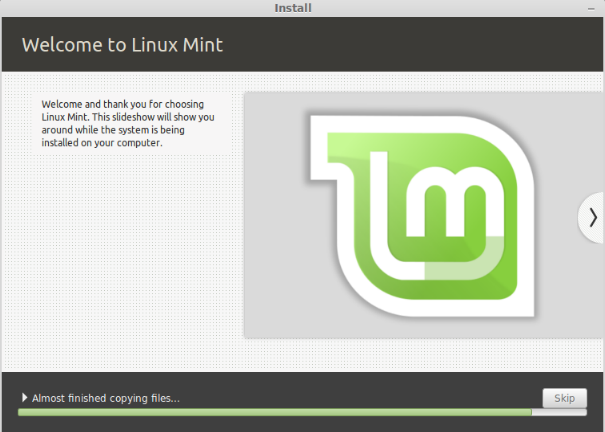 Install
Welcome to Linux Mint
Welcome and thank you for choosing
Linux Mint. This slideshow will show you
around while the system is being
installed on your computer.
Almost finished copying files...
Skip